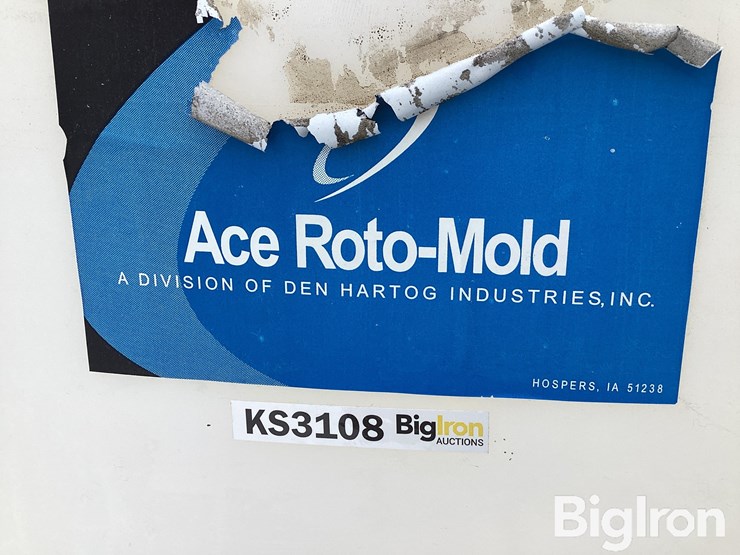 Ace Roto-Mold
A DIVISION OF DEN HARTOG INDUSTRIES, INC.
HOSPERS, IA 51238
KS3108 BigIron
AUCTIONS
BigIron